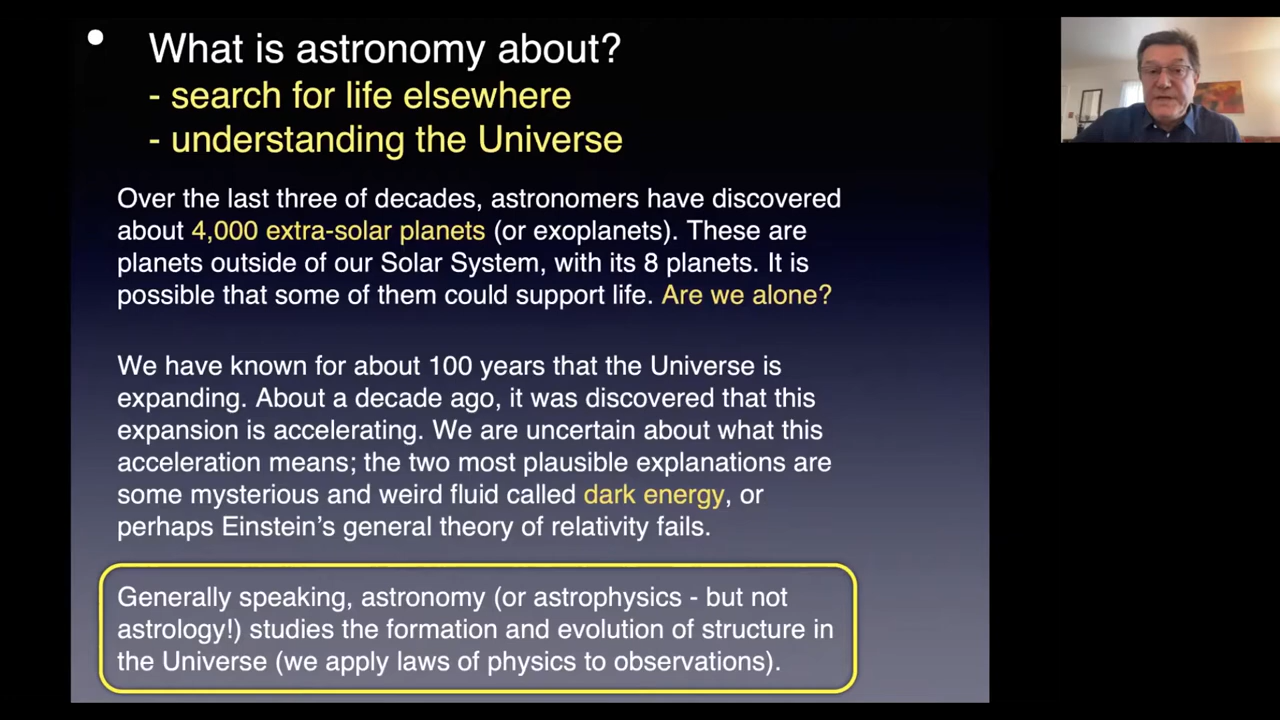 • What is astronomy about?
- search for life elsewhere
- understanding the Universe
Over the last three of decades, astronomers have discovered
about 4,000 extra-solar planets (or exoplanets). These are
planets outside of our Solar System, with its 8 planets. It is
possible that some of them could support life. Are we alone?
We have known for about 100 years that the Universe is
expanding. About a decade ago, it was discovered that this
expansion is accelerating. We are uncertain about what this
acceleration means; the two most plausible explanations are
some mysterious and weird fluid called dark energy, or
perhaps Einstein’s general theory of relativity fails.
Generally speaking, astronomy (or astrophysics - but not
astrology!) studies the formation and evolution of structure in
the Universe (we apply laws of physics to observations).